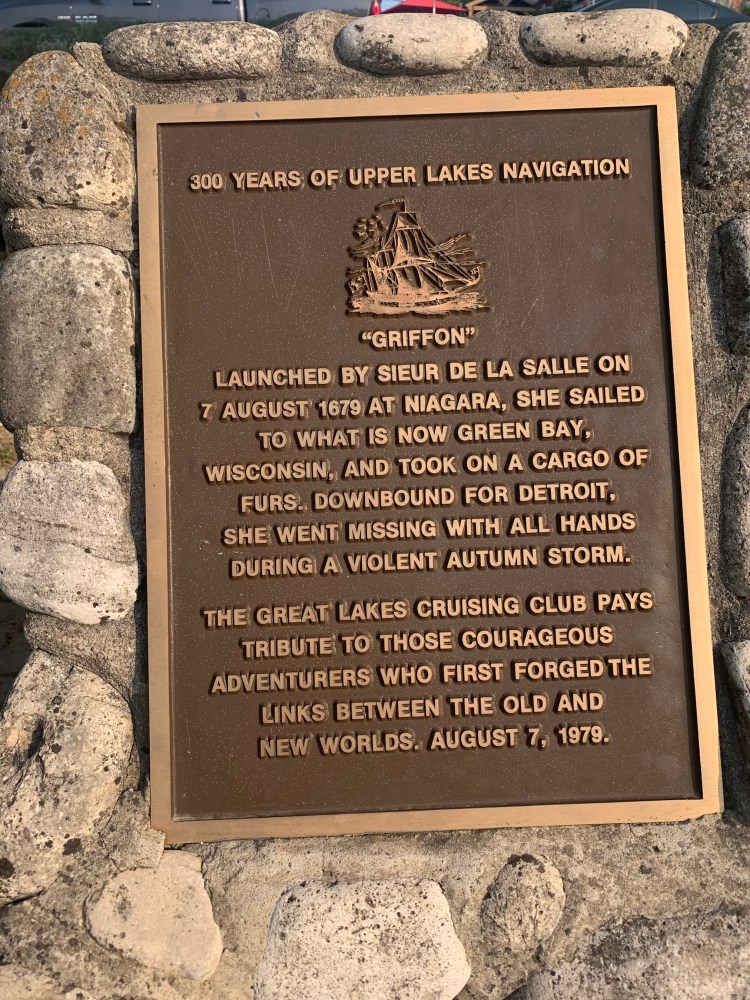 300 YEARS OF UPPER LAKES NAVIGATION
"GRIFFON"
LAUNCHED BY SIEUR DE LA SALLE ON
7 AUGUST 1679 AT NIAGARA, SHE SAILED
TO WHAT IS NOW GREEN BAY,
WISCONSIN, AND TOOK ON A CARGO OF
FURS. DOWNBOUND FOR DETROIT,
SHE WENT MISSING WITH ALL HANDS
DURING A VIOLENT AUTUMN STORM.
THE GREAT LAKES CRUISING CLUB PAYS
TRIBUTE TO THOSE COURAGEOUS
ADVENTURERS WHO FIRST FORGED THE
LINKS BETWEEN THE OLD AND
NEW WORLDS. AUGUST 7, 1979.